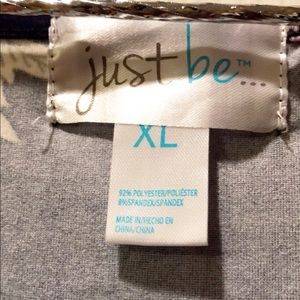 just be...™
XL
92% POLYESTER/POLIÉSTER
8%SPANDEX/SPANDEX
MADE IN/HECHO EN
CHINA/CHINA